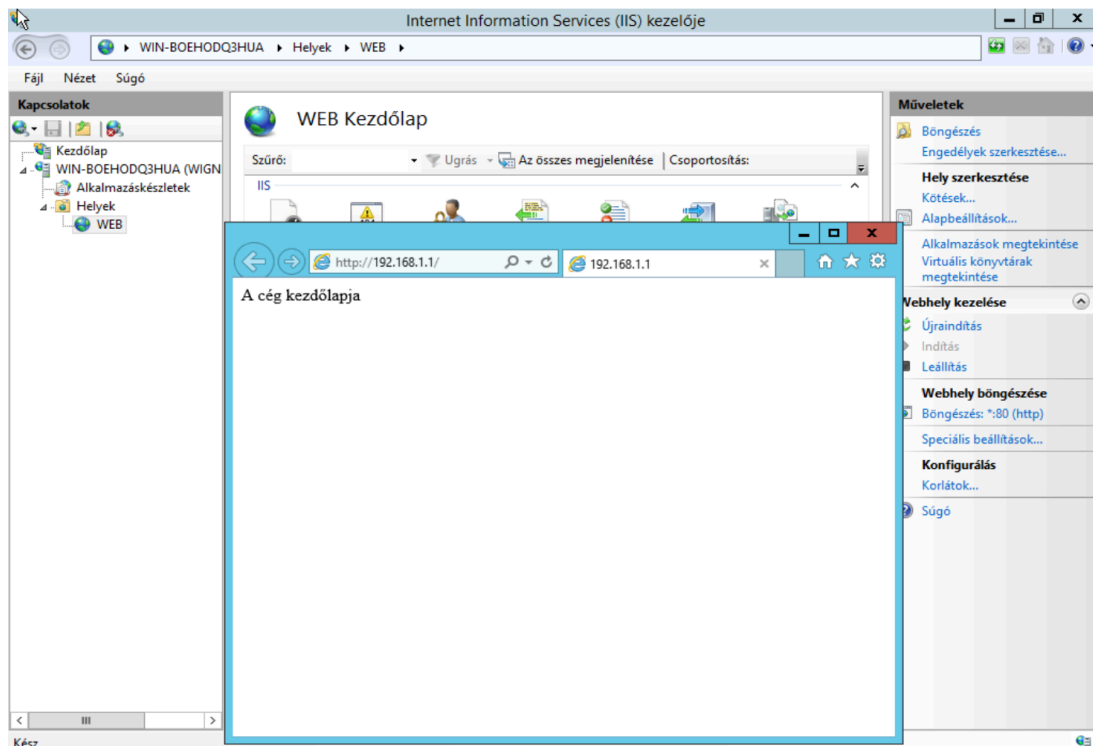 Internet Information Services (IIS) kezelője
WIN-BOEHODQ3HUA ▸ Helyek ▸ WEB ▸
Fájl Nézet Súgó
Kapcsolatok
Kezdőlap
WIN-BOEHODQ3HUA (WIGN
Alkalmazáskészletek
Helyek
WEB
WEB Kezdőlap
Szűrő: Ugrás Az összes megjelenítése Csoportosítás:
IIS
http://192.168.1.1/
192.168.1.1
A cég kezdőlapja
Műveletek
Böngészés
Engedélyek szerkesztése...
Hely szerkesztése
Kötések...
Alapbeállítások...
Alkalmazások megtekintése
Virtuális könyvtárak
megtekintése
Webhely kezelése
Újraindítás
Indítás
Leállítás
Webhely böngészése
Böngészés: *:80 (http)
Speciális beállítások...
Konfigurálás
Korlátok...
Súgó
Kész